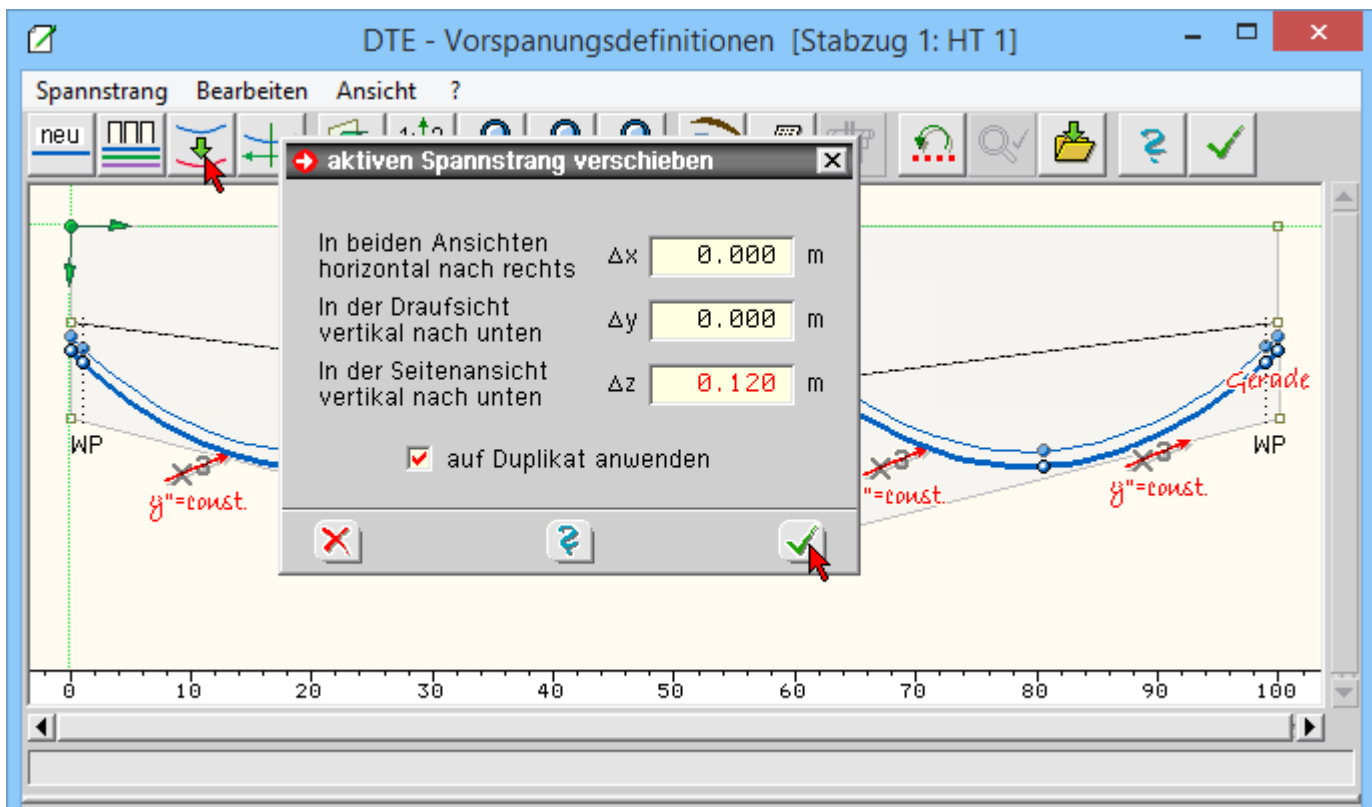 DTE - Vorspanungsdefinitionen [Stabzug 1: HT 1]
Spannstrang Bearbeiten Ansicht ?
neu
aktiven Spannstrang verschieben
In beiden Ansichten
horizontal nach rechts Δx 0.000 m
In der Draufsicht
vertikal nach unten Δy 0.000 m
In der Seitenansicht
vertikal nach unten Δz 0.120 m
auf Duplikat anwenden
Gerade
WP
WP
y"=const.
"=const.
y"=const.
0 10 20 30 40 50 60 70 80 90 100